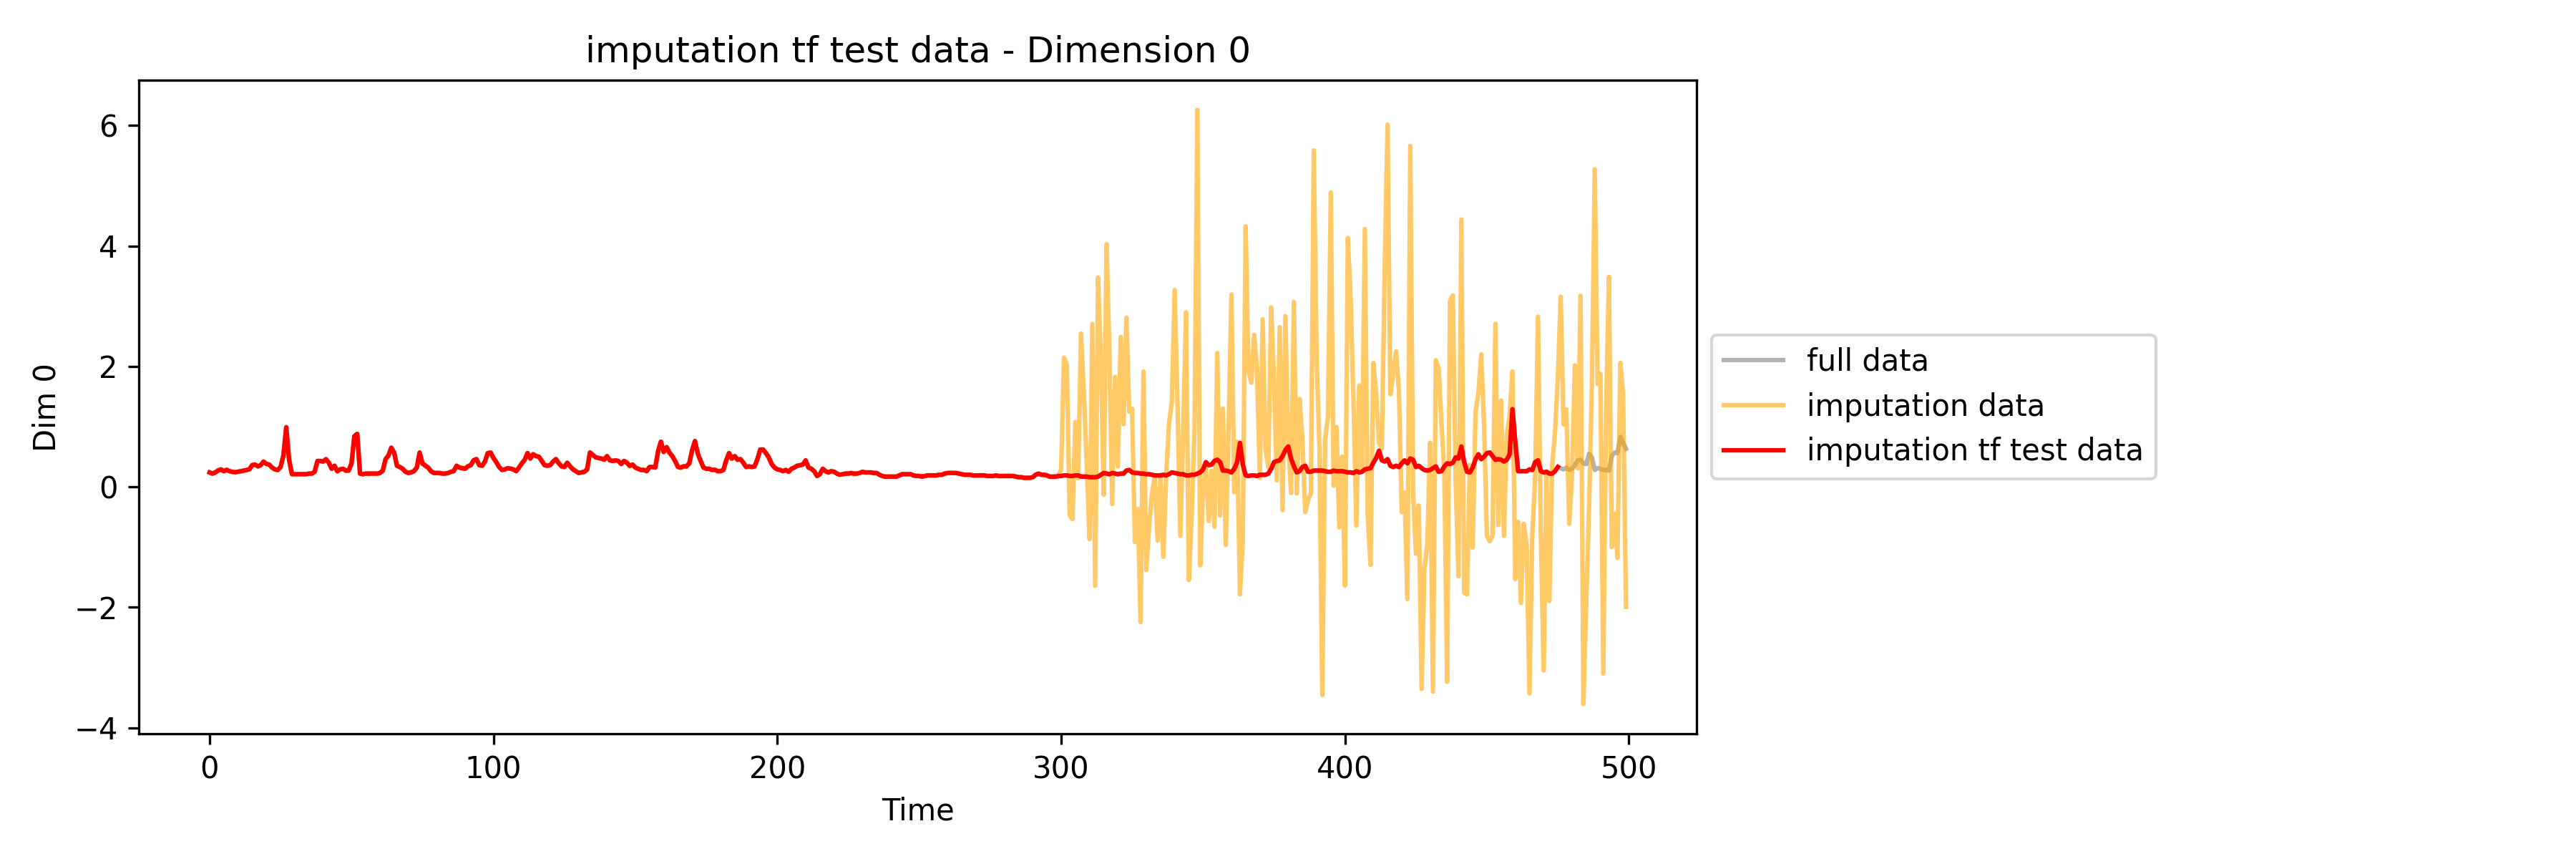 imputation tf test data - Dimension 0
Dim 0
6
4
2
0
−2
−4
0
100
200
300
400
500
Time
full data
imputation data
imputation tf test data